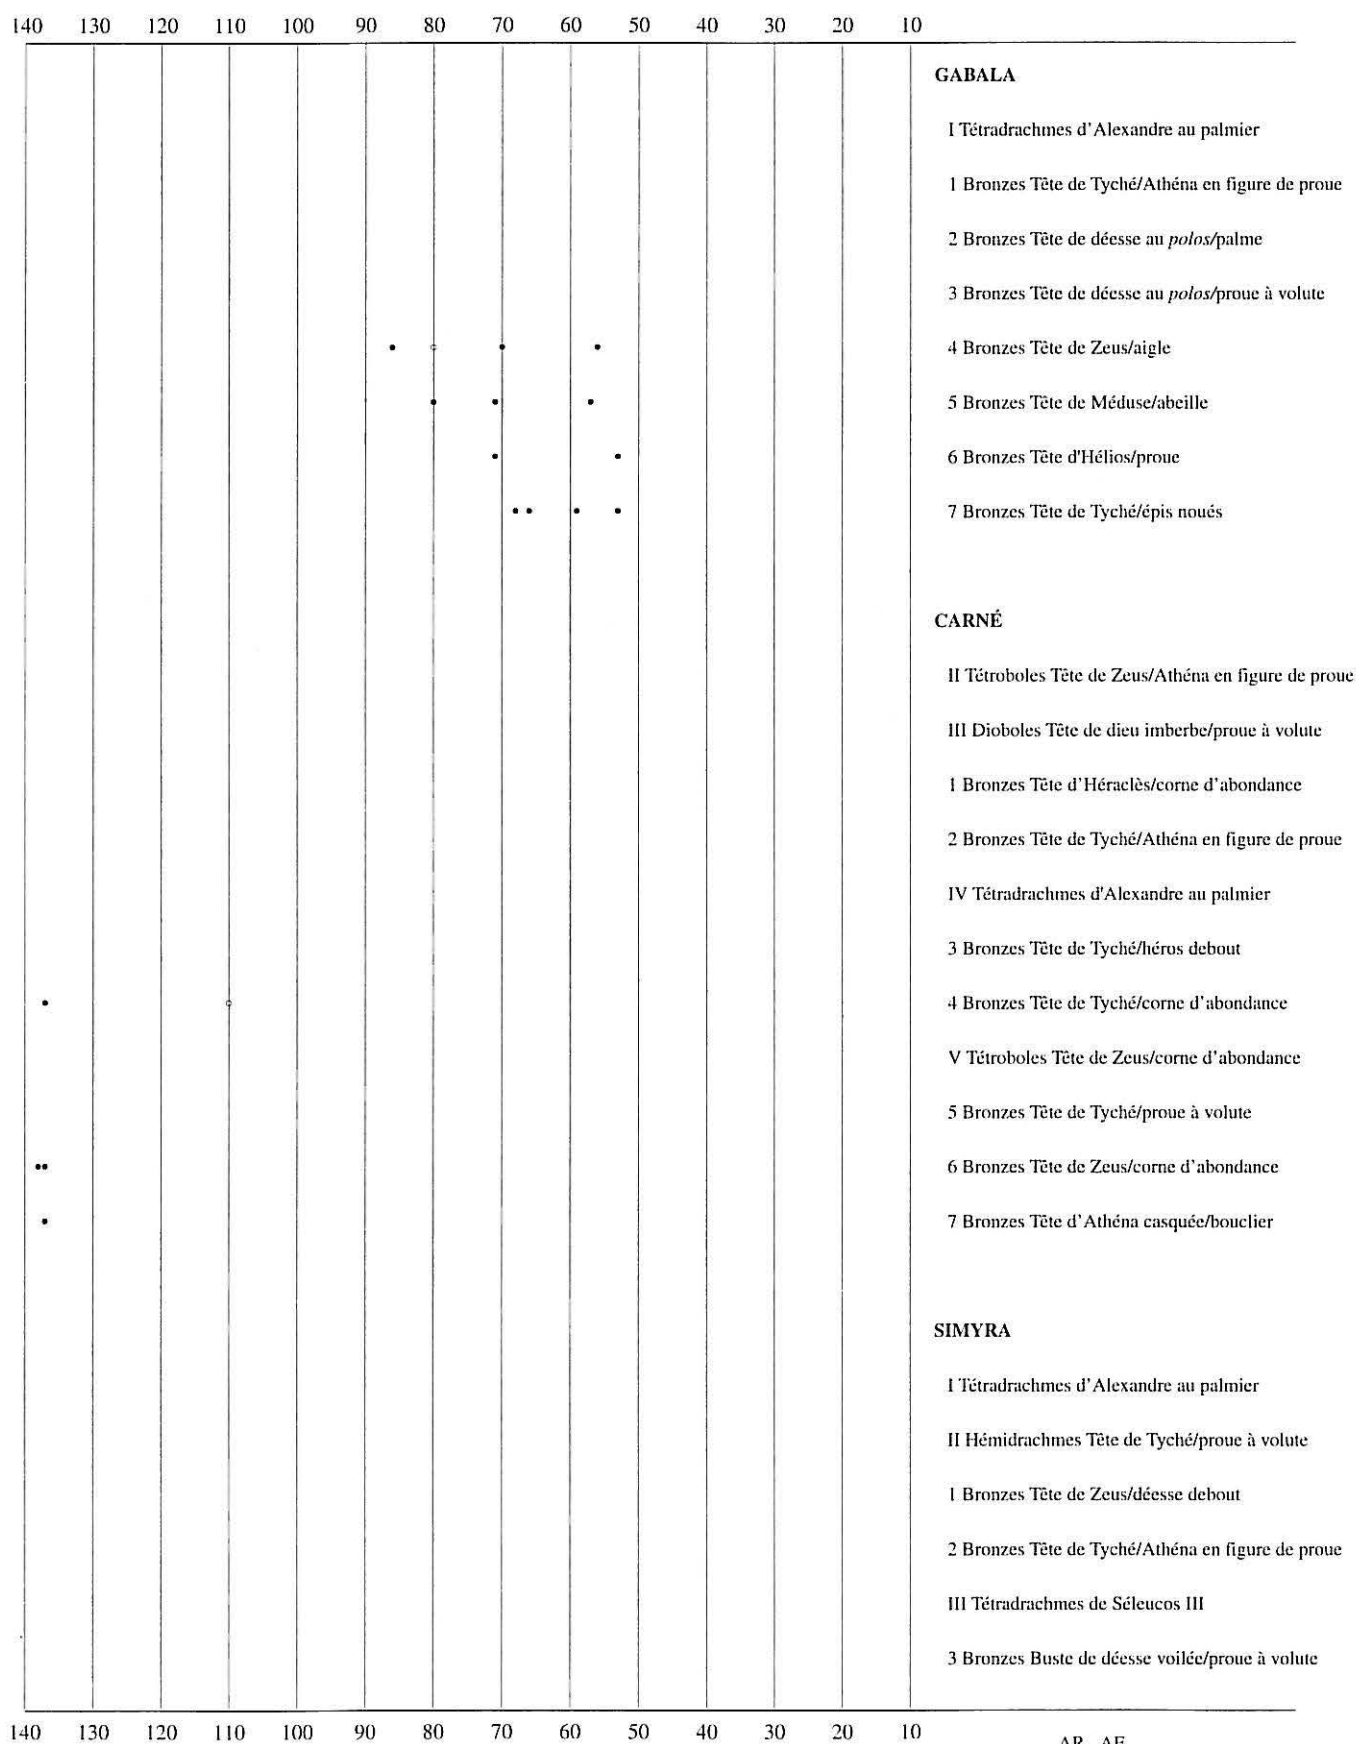 140 130 120 110 100 90 80 70 60 50 40 30 20 10
GABALA
I Tétradrachmes d'Alexandre au palmier
1 Bronzes Tête de Tyché/Athéna en figure de proue
2 Bronzes Tête de déesse au polos/palme
3 Bronzes Tête de déesse au polos/proue à volute
4 Bronzes Tête de Zeus/aigle
5 Bronzes Tête de Méduse/abeille
6 Bronzes Tête d'Hélios/proue
7 Bronzes Tête de Tyché/épis noués
CARNÉ
II Tétroboles Tête de Zeus/Athéna en figure de proue
III Dioboles Tête de dieu imberbe/proue à volute
1 Bronzes Tête d'Héraclès/corne d'abondance
2 Bronzes Tête de Tyché/Athéna en figure de proue
IV Tétradrachmes d'Alexandre au palmier
3 Bronzes Tête de Tyché/héros debout
4 Bronzes Tête de Tyché/corne d'abondance
V Tétroboles Tête de Zeus/corne d'abondance
5 Bronzes Tête de Tyché/proue à volute
6 Bronzes Tête de Zeus/corne d'abondance
7 Bronzes Tête d'Athéna casquée/bouclier
SIMYRA
I Tétradrachmes d'Alexandre au palmier
II Hémidrachmes Tête de Tyché/proue à volute
1 Bronzes Tête de Zeus/déesse debout
2 Bronzes Tête de Tyché/Athéna en figure de proue
III Tétradrachmes de Séleucos III
3 Bronzes Buste de déesse voilée/proue à volute
140 130 120 110 100 90 80 70 60 50 40 30 20 10